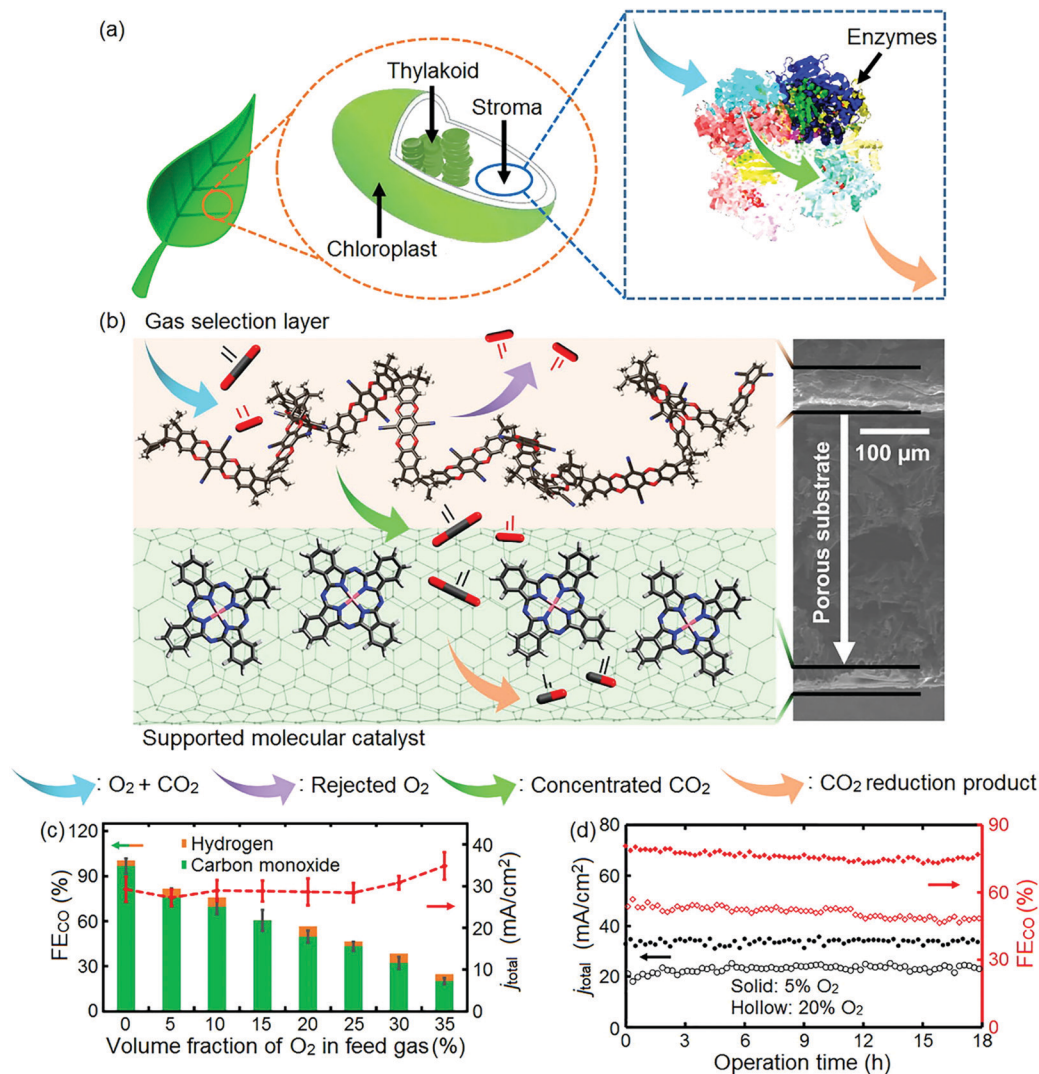 (a)
Enzymes
Thylakoid
Stroma
Chloroplast
(b) Gas selection layer
100 µm
Porous substrate
Supported molecular catalyst
: O₂ + CO₂
: Rejected O₂
: Concentrated CO₂
: CO₂ reduction product
(c)
Hydrogen
Carbon monoxide
FE_CO (%)
120
90
60
30
0
j_total (mA/cm²)
40
30
20
10
0
0 5 10 15 20 25 30 35
Volume fraction of O₂ in feed gas (%)
(d)
j_total (mA/cm²)
80
60
40
20
0
FE_CO (%)
90
60
30
0
Solid: 5% O₂
Hollow: 20% O₂
0 3 6 9 12 15 18
Operation time (h)